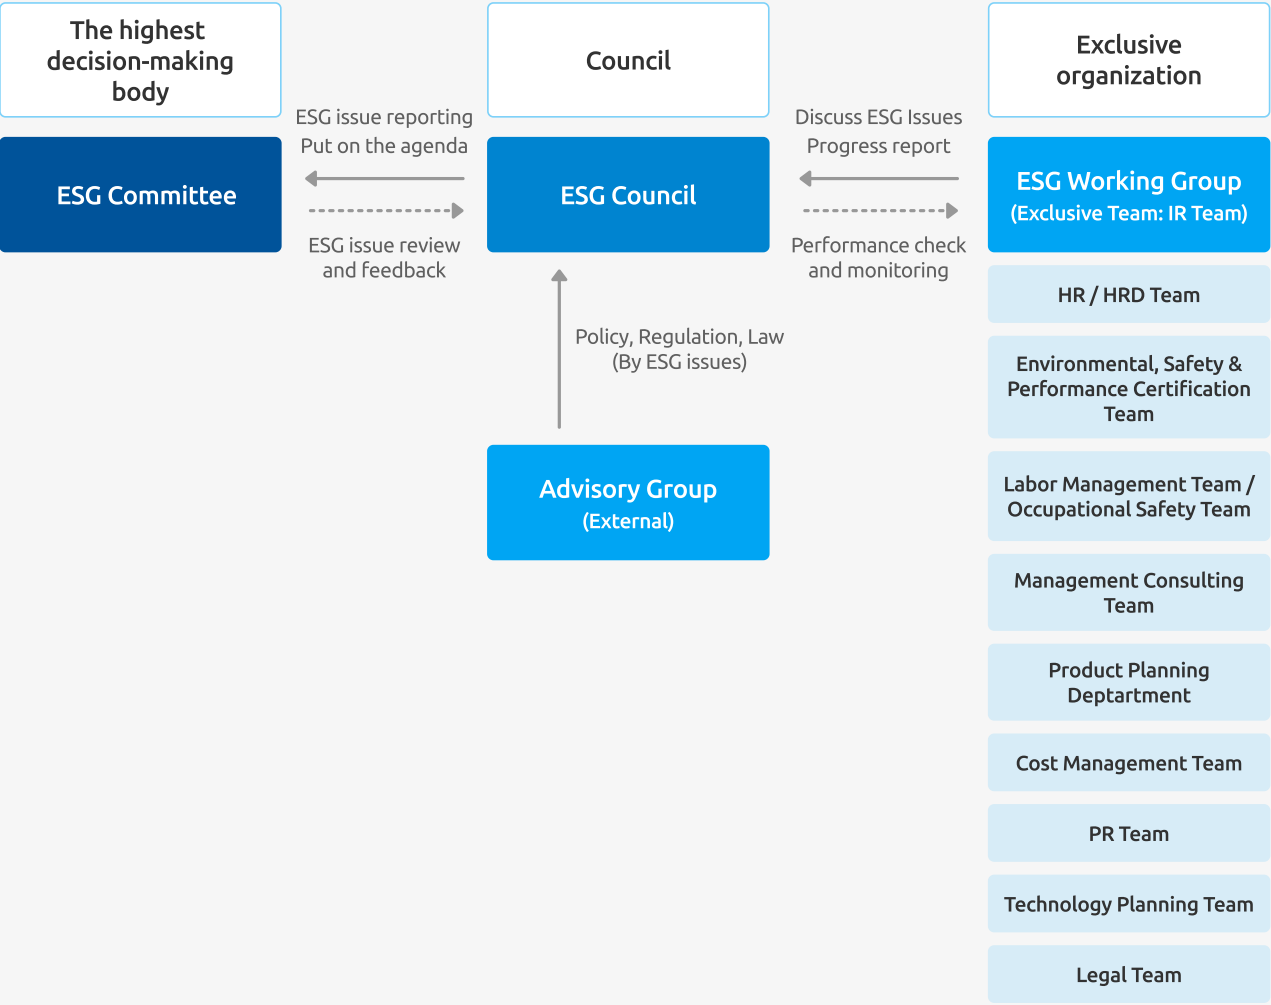 The highest
decision-making
body
Council
Exclusive
organization
ESG Committee
ESG issue reporting
Put on the agenda
ESG issue review
and feedback
ESG Council
Discuss ESG Issues
Progress report
Performance check
and monitoring
ESG Working Group
(Exclusive Team: IR Team)
Policy, Regulation, Law
(By ESG issues)
Advisory Group
(External)
HR / HRD Team
Environmental, Safety &
Performance Certification
Team
Labor Management Team /
Occupational Safety Team
Management Consulting
Team
Product Planning
Deptartment
Cost Management Team
PR Team
Technology Planning Team
Legal Team